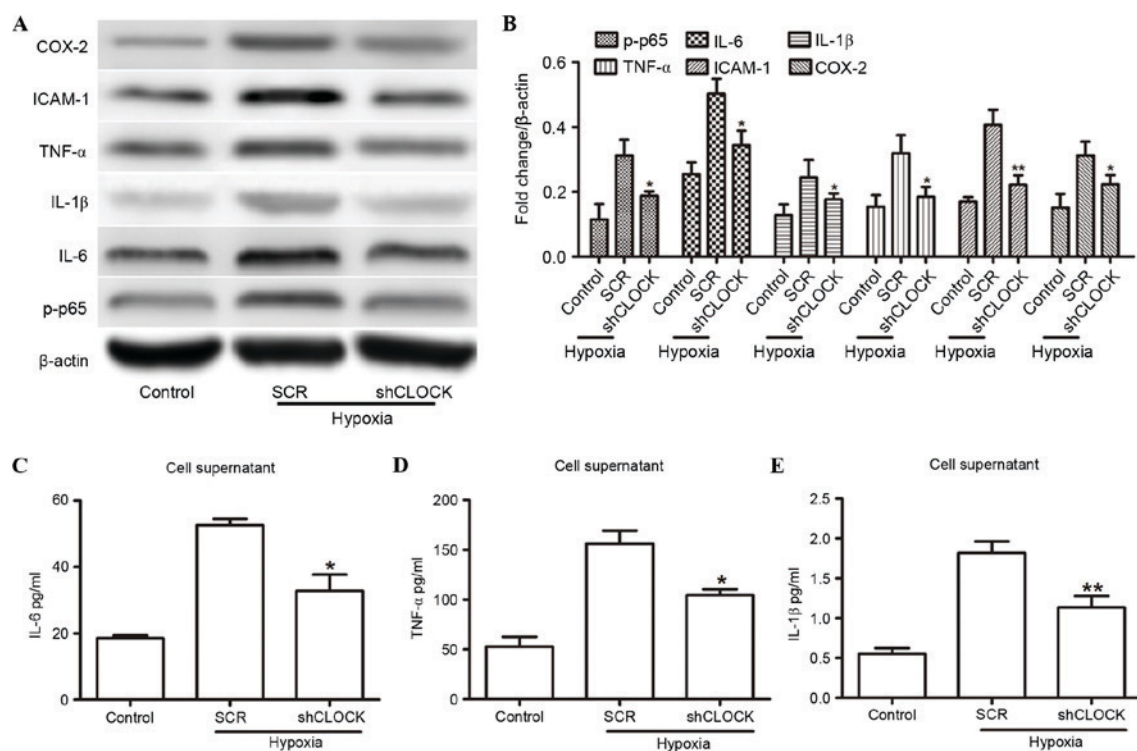 A
COX-2
ICAM-1
TNF-α
IL-1β
IL-6
p-p65
β-actin
Control SCR shCLOCK
Hypoxia
B
p-p65 IL-6 IL-1β
TNF-α ICAM-1 COX-2
Fold change/β-actin
0.6
0.4
0.2
0.0
* * * * ** *
Control SCR shCLOCK Control SCR shCLOCK Control SCR shCLOCK Control SCR shCLOCK Control SCR shCLOCK Control SCR shCLOCK
Hypoxia Hypoxia Hypoxia Hypoxia Hypoxia Hypoxia
C
Cell supernatant
IL-6 pg/ml
60
40
20
0
*
Control SCR shCLOCK
Hypoxia
D
Cell supernatant
TNF-α pg/ml
200
150
100
50
0
*
Control SCR shCLOCK
Hypoxia
E
Cell supernatant
IL-1β pg/ml
2.5
2.0
1.5
1.0
0.5
0.0
**
Control SCR shCLOCK
Hypoxia